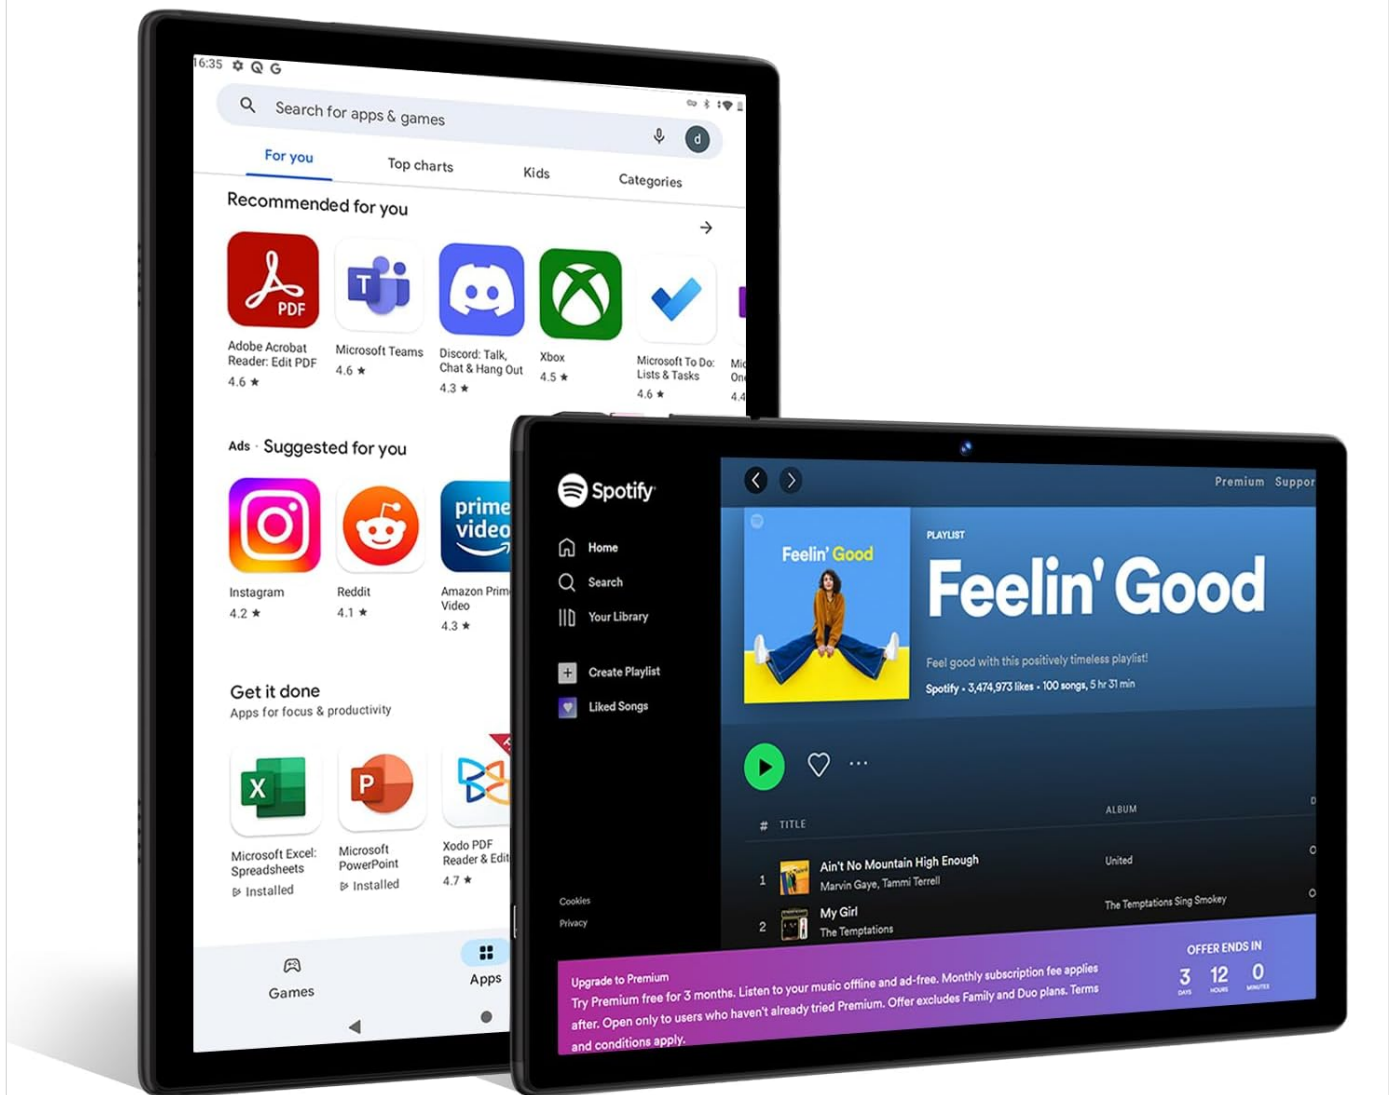 16:35
Search for apps & games
d
For you
Top charts
Kids
Categories
Recommended for you
PDF
T
Adobe Acrobat
Reader: Edit PDF
4.6 ★
Microsoft Teams
4.6 ★
Discord: Talk,
Chat & Hang Out
4.3 ★
Xbox
4.5 ★
Microsoft To Do:
Lists & Tasks
4.6 ★
4.4
Ads · Suggested for you
prime
video
Instagram
4.2 ★
Reddit
4.1 ★
Amazon
Video
4.3 ★
Get it done
Apps for focus & productivity
X
P
Microsoft Excel:
Spreadsheets
Installed
Microsoft
PowerPoint
Installed
Xodo PDF
Reader & Edit
4.7 ★
Games
Apps
Spotify
Home
Search
Your Library
Create Playlist
Liked Songs
Cookies
Privacy
Premium
Suppor
Feelin' Good
PLAYLIST
Feelin' Good
Feel good with this positively timeless playlist!
Spotify • 3,474,973 likes • 100 songs, 5 hr 31 min
# TITLE
ALBUM
D
1
Ain't No Mountain High Enough
Marvin Gaye, Tammi Terrell
United
2
My Girl
The Temptations
The Temptations Sing Smokey
Upgrade to Premium
Try Premium free for 3 months. Listen to your music offline and ad-free. Monthly subscription fee applies
after. Open only to users who haven't already tried Premium. Offer excludes Family and Duo plans. Terms
and conditions apply.
OFFER ENDS IN
3 12 0
DAYS HOURS MINUTES